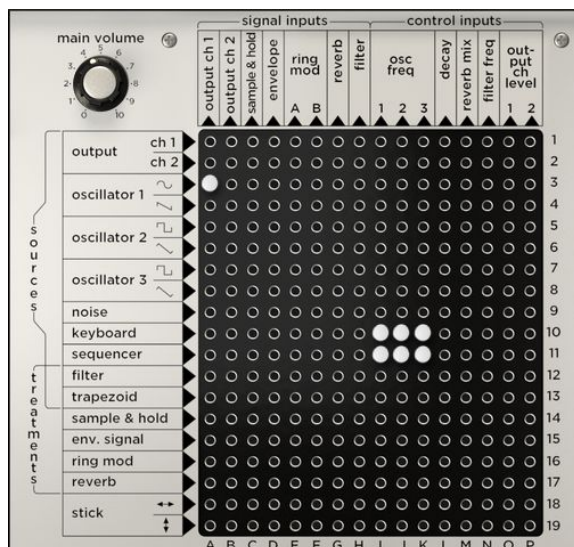 signal inputs
control inputs
main volume
0 1 2 3 4 5 6 7 8 9 10
output ch 1
output ch 2
sample & hold
envelope
ring mod
A
B
reverb
filter
osc freq
1
2
3
decay
reverb mix
filter freq
out-put ch level
1
2
sources
treatments
output
ch 1
1
ch 2
2
oscillator 1
3
4
oscillator 2
5
6
oscillator 3
7
8
noise
9
keyboard
10
sequencer
11
filter
12
trapezoid
13
sample & hold
14
env. signal
15
ring mod
16
reverb
17
stick
18
19
A B C D E F G H I J K L M N O P